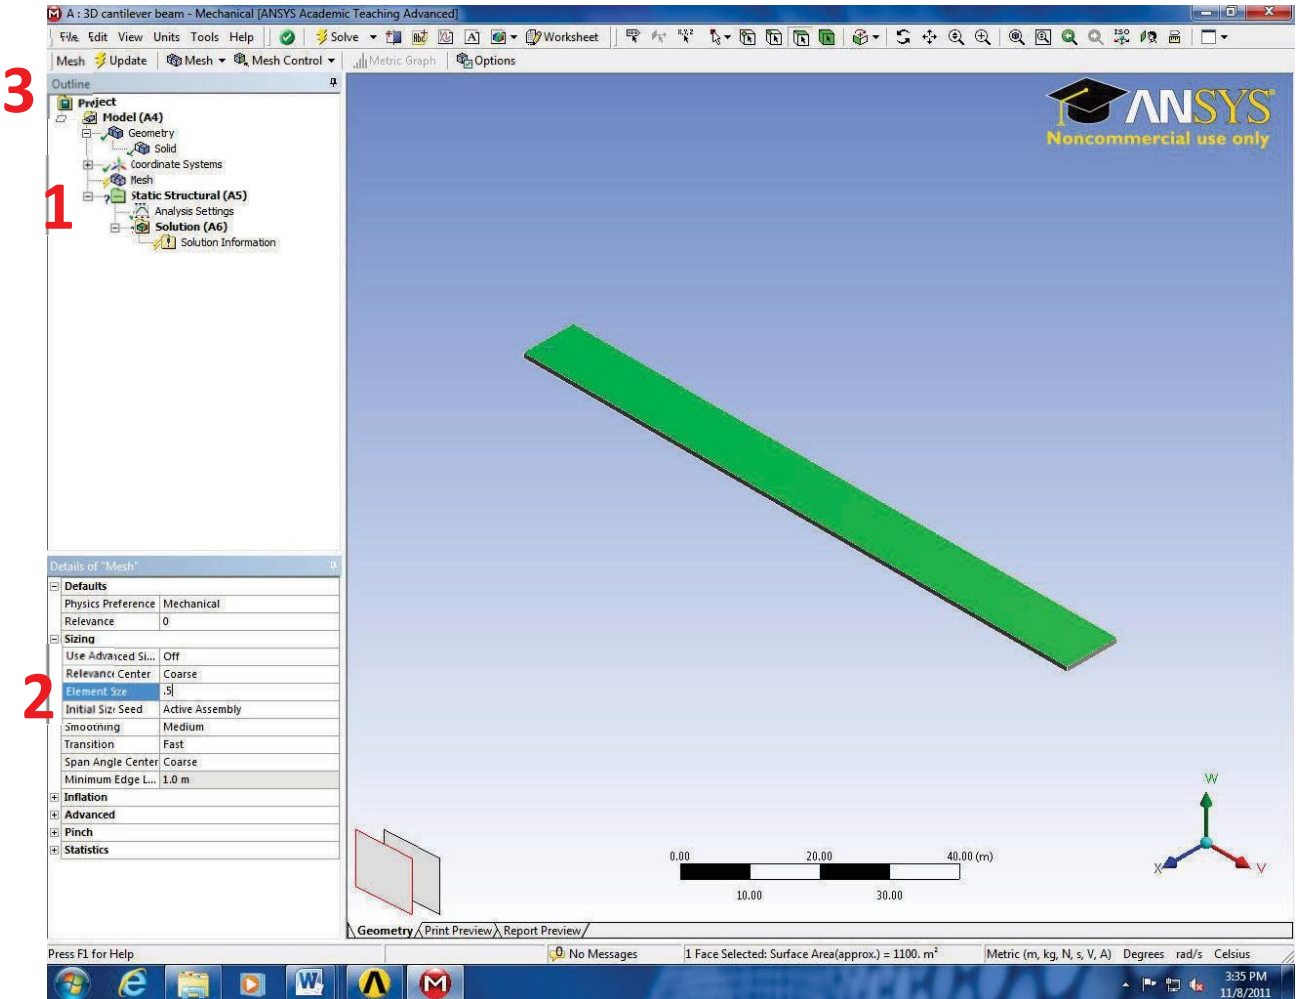 A : 3D cantilever beam - Mechanical [ANSYS Academic Teaching Advanced]
File Edit View Units Tools Help Solve Worksheet
Mesh Update Mesh Mesh Control Metric Graph Options
3
Outline
Project
Model (A4)
Geometry
Solid
Coordinate Systems
Mesh
1
Static Structural (A5)
Analysis Settings
Solution (A6)
Solution Information
ANSYS
Noncommercial use only
Details of "Mesh"
Defaults
Physics Preference Mechanical
Relevance 0
Sizing
Use Advanced Si... Off
Relevance Center Coarse
2
Element Size .5
Initial Size Seed Active Assembly
Smoothing Medium
Transition Fast
Span Angle Center Coarse
Minimum Edge L... 1.0 m
Inflation
Advanced
Pinch
Statistics
W
X
V
0.00 20.00 40.00 (m)
10.00 30.00
Geometry Print Preview Report Preview
Press F1 for Help 0 No Messages 1 Face Selected: Surface Area(approx.) = 1100. m² Metric (m, kg, N, s, V, A) Degrees rad/s Celsius
3:35 PM
11/8/2011